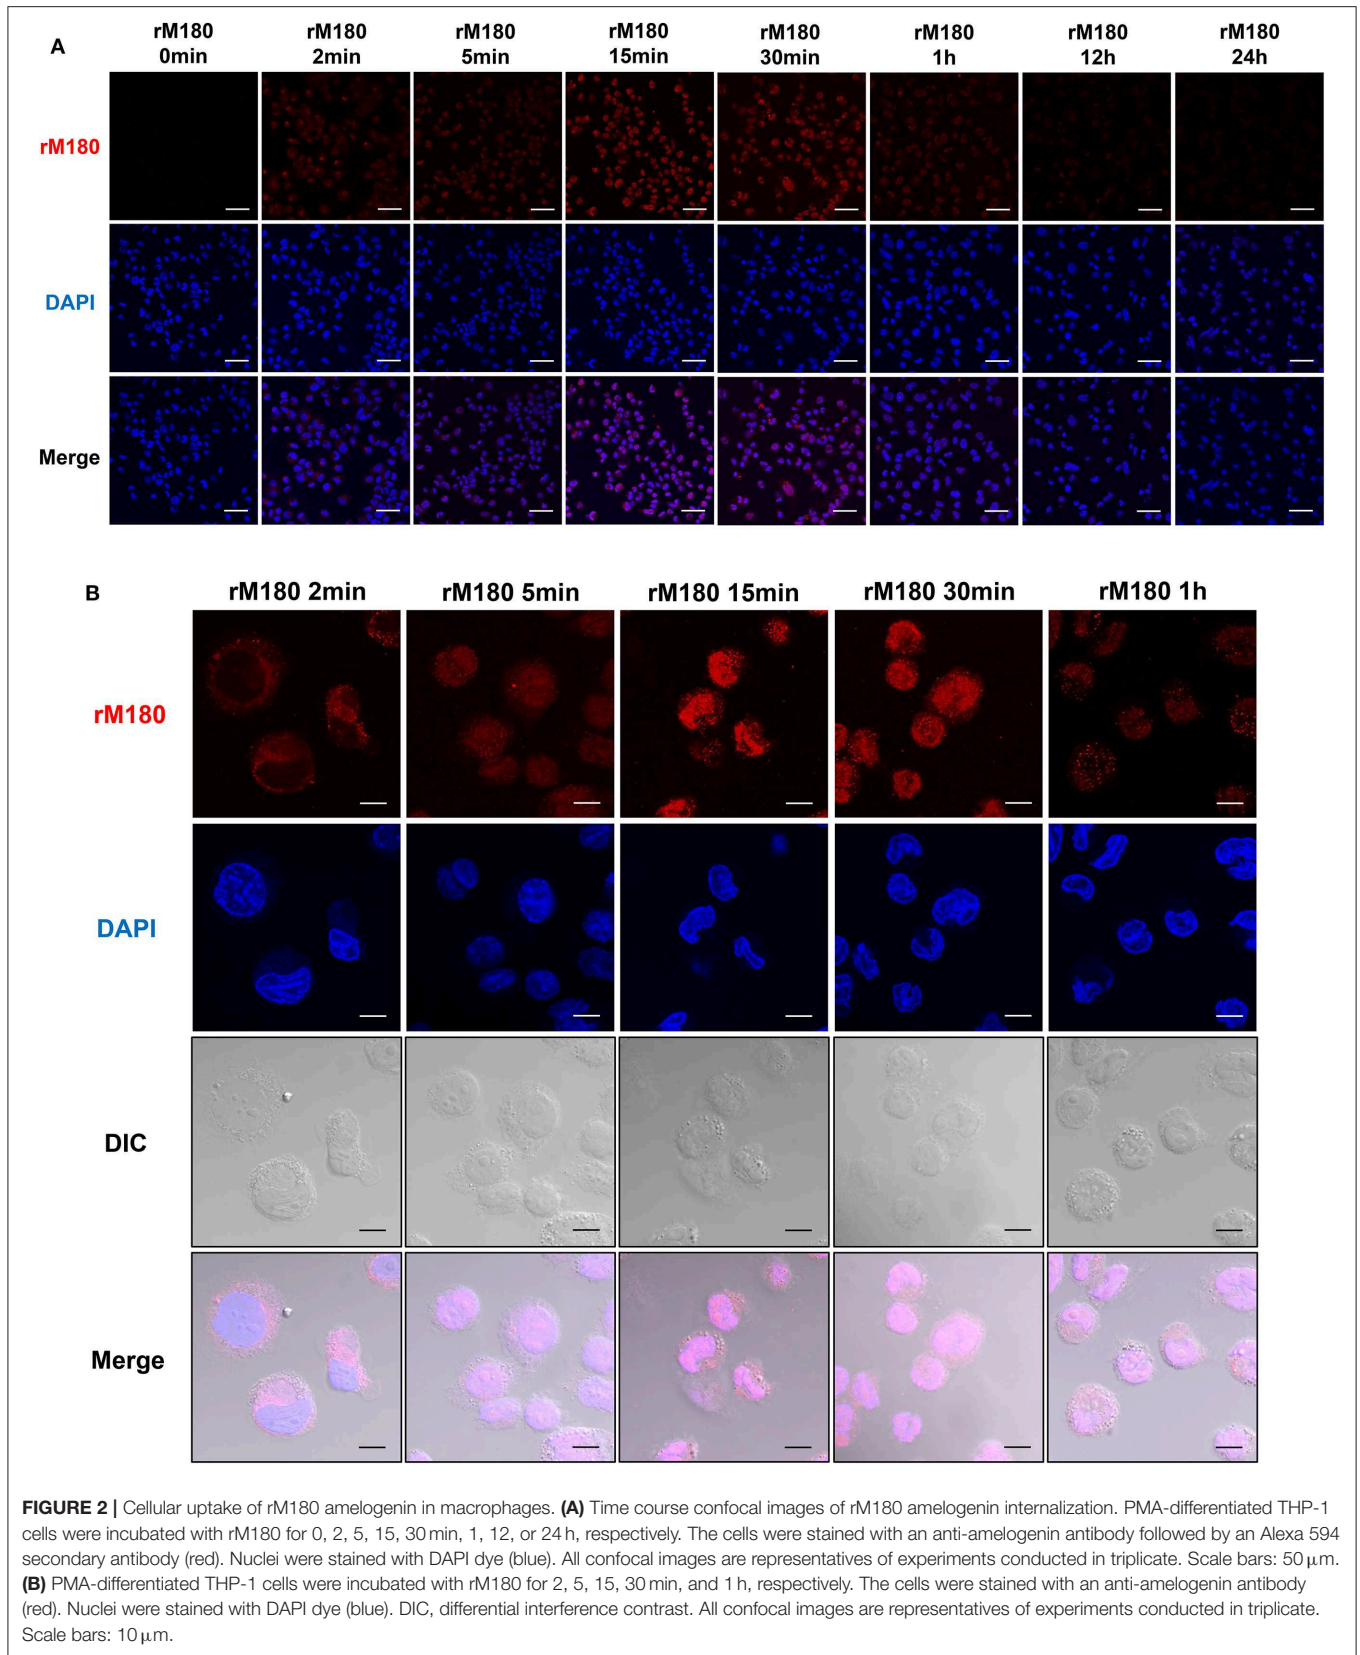 A
rM180 0min
rM180 2min
rM180 5min
rM180 15min
rM180 30min
rM180 1h
rM180 12h
rM180 24h
rM180
DAPI
Merge
B
rM180 2min
rM180 5min
rM180 15min
rM180 30min
rM180 1h
rM180
DAPI
DIC
Merge
FIGURE 2 | Cellular uptake of rM180 amelogenin in macrophages. (A) Time course confocal images of rM180 amelogenin internalization. PMA-differentiated THP-1
cells were incubated with rM180 for 0, 2, 5, 15, 30 min, 1, 12, or 24 h, respectively. The cells were stained with an anti-amelogenin antibody followed by an Alexa 594
secondary antibody (red). Nuclei were stained with DAPI dye (blue). All confocal images are representatives of experiments conducted in triplicate. Scale bars: 50 μm.
(B) PMA-differentiated THP-1 cells were incubated with rM180 for 2, 5, 15, 30 min, and 1 h, respectively. The cells were stained with an anti-amelogenin antibody
(red). Nuclei were stained with DAPI dye (blue). DIC, differential interference contrast. All confocal images are representatives of experiments conducted in triplicate.
Scale bars: 10 μm.